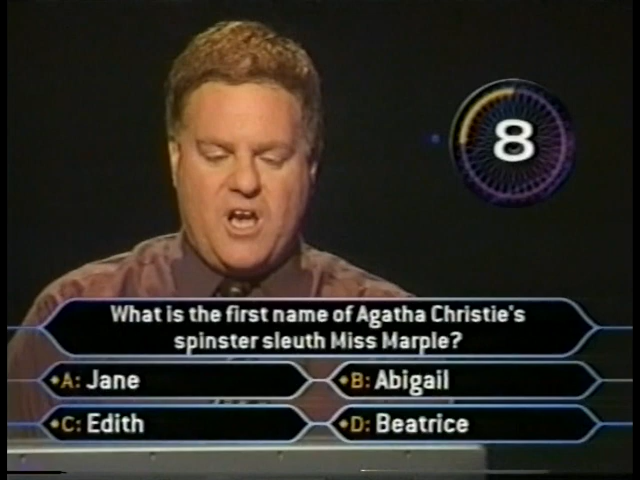 8
What is the first name of Agatha Christie's
spinster sleuth Miss Marple?
A: Jane
B: Abigail
C: Edith
D: Beatrice